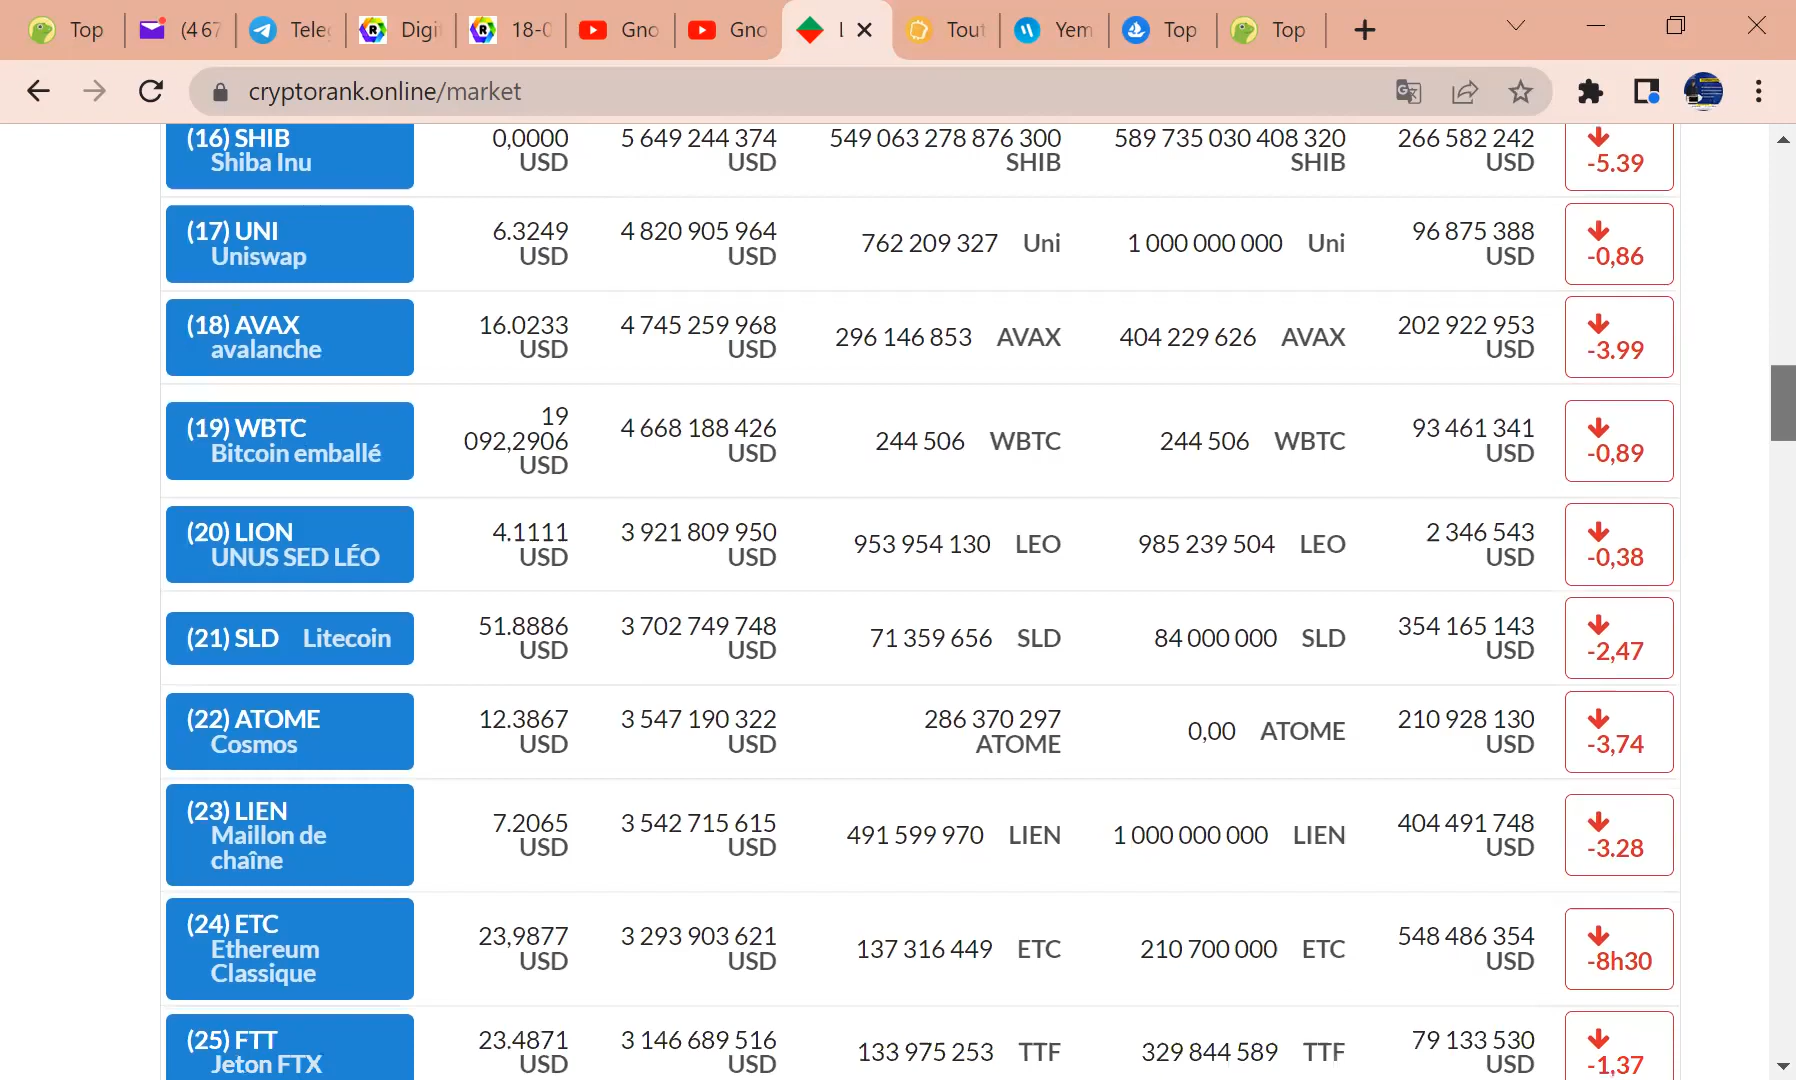 Top
(4 67
Teleg
Digit
18-0
Gno
Gno
L
Tout
Yem
Top
Top
cryptorank.online/market
(16) SHIB
Shiba Inu
0,0000
USD
5 649 244 374
USD
549 063 278 876 300
SHIB
589 735 030 408 320
SHIB
266 582 242
USD
-5.39
(17) UNI
Uniswap
6.3249
USD
4 820 905 964
USD
762 209 327 Uni
1 000 000 000 Uni
96 875 388
USD
-0,86
(18) AVAX
avalanche
16.0233
USD
4 745 259 968
USD
296 146 853 AVAX
404 229 626 AVAX
202 922 953
USD
-3.99
(19) WBTC
Bitcoin emballé
19
092,2906
USD
4 668 188 426
USD
244 506 WBTC
244 506 WBTC
93 461 341
USD
-0,89
(20) LION
UNUS SED LÉO
4.1111
USD
3 921 809 950
USD
953 954 130 LEO
985 239 504 LEO
2 346 543
USD
-0,38
(21) SLD Litecoin
51.8886
USD
3 702 749 748
USD
71 359 656 SLD
84 000 000 SLD
354 165 143
USD
-2,47
(22) ATOME
Cosmos
12.3867
USD
3 547 190 322
USD
286 370 297
ATOME
0,00 ATOME
210 928 130
USD
-3,74
(23) LIEN
Maillon de
chaîne
7.2065
USD
3 542 715 615
USD
491 599 970 LIEN
1 000 000 000 LIEN
404 491 748
USD
-3.28
(24) ETC
Ethereum
Classique
23,9877
USD
3 293 903 621
USD
137 316 449 ETC
210 700 000 ETC
548 486 354
USD
-8h30
(25) FTT
Jeton FTX
23.4871
USD
3 146 689 516
USD
133 975 253 TTF
329 844 589 TTF
79 133 530
USD
-1,37